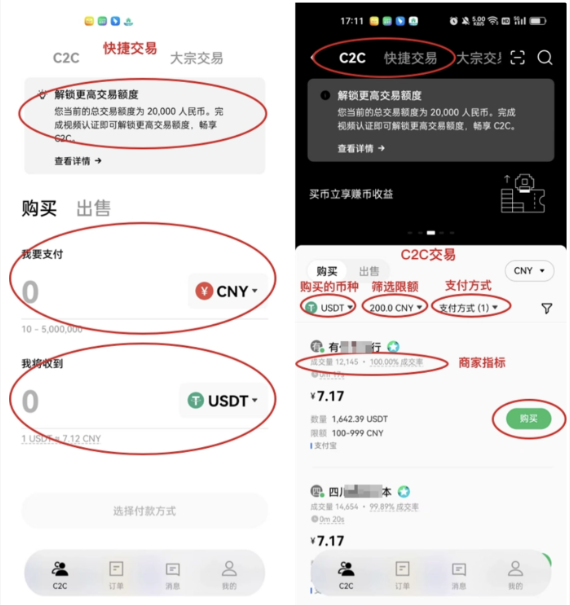 C2C 快捷交易 大宗交易
解锁更高交易额度
您当前的总交易额度为 20,000 人民币。完
成视频认证即可解锁更高交易额度，畅享
C2C。
查看详情 →
购买 出售
我要支付
0 CNY
10 - 5,000,000
我将收到
0 USDT
1 USDT ≈ 7.12 CNY
选择付款方式
C2C 订单 消息 我的
17:11 5.00 KB/s
C2C 快捷交易 大宗交
解锁更高交易额度
您当前的总交易额度为 20,000 人民币。完
成视频认证即可解锁更高交易额度，畅享 C2C。
查看详情 →
买币立享赚币收益
C2C交易
购买 出售 CNY
购买的币种 筛选限额 支付方式
USDT 200.0 CNY 支付方式 (1)
有 行
成交量 12,145 • 100.00% 成交率
商家指标
¥7.17
数量 1,642.39 USDT
限额 100-999 CNY
购买
支付宝
四川 本
成交量 14,654 • 99.89% 成交率
0m 20s
¥7.17
C2C 订单 消息 我的